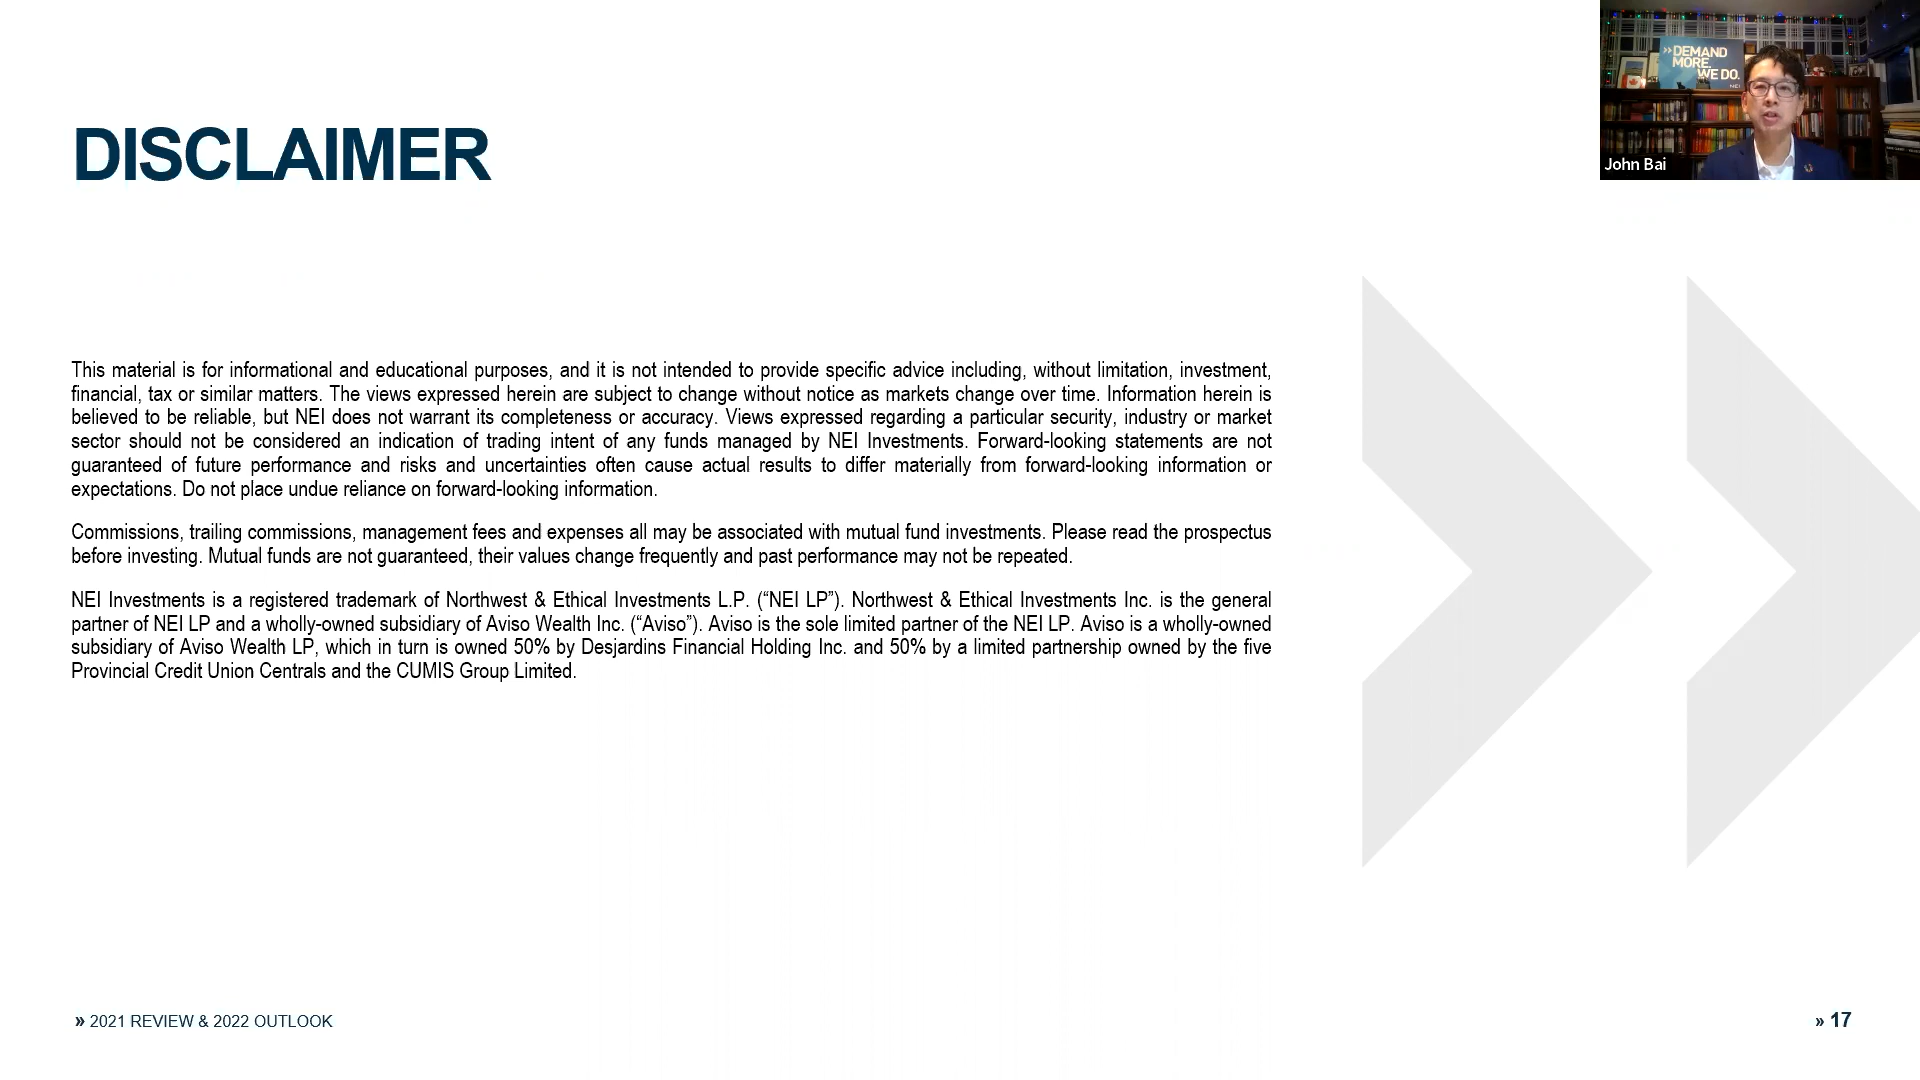 DEMAND
MORE.
WE DO.
NEI
John Bai
DISCLAIMER
This material is for informational and educational purposes, and it is not intended to provide specific advice including, without limitation, investment,
financial, tax or similar matters. The views expressed herein are subject to change without notice as markets change over time. Information herein is
believed to be reliable, but NEI does not warrant its completeness or accuracy. Views expressed regarding a particular security, industry or market
sector should not be considered an indication of trading intent of any funds managed by NEI Investments. Forward-looking statements are not
guaranteed of future performance and risks and uncertainties often cause actual results to differ materially from forward-looking information or
expectations. Do not place undue reliance on forward-looking information.
Commissions, trailing commissions, management fees and expenses all may be associated with mutual fund investments. Please read the prospectus
before investing. Mutual funds are not guaranteed, their values change frequently and past performance may not be repeated.
NEI Investments is a registered trademark of Northwest & Ethical Investments L.P. (“NEI LP”). Northwest & Ethical Investments Inc. is the general
partner of NEI LP and a wholly-owned subsidiary of Aviso Wealth Inc. (“Aviso”). Aviso is the sole limited partner of the NEI LP. Aviso is a wholly-owned
subsidiary of Aviso Wealth LP, which in turn is owned 50% by Desjardins Financial Holding Inc. and 50% by a limited partnership owned by the five
Provincial Credit Union Centrals and the CUMIS Group Limited.
» 2021 REVIEW & 2022 OUTLOOK
» 17